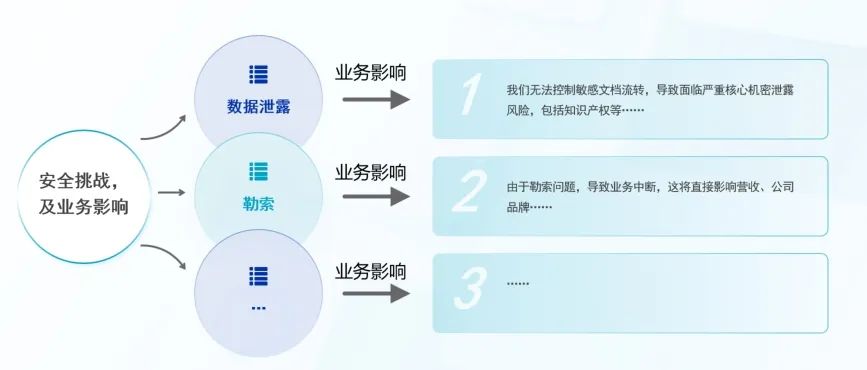 安全挑战，
及业务影响
数据泄露
业务影响
1
我们无法控制敏感文档流转，导致面临严重核心机密泄露
风险，包括知识产权等······
勒索
业务影响
2
由于勒索问题，导致业务中断，这将直接影响营收、公司
品牌······
...
业务影响
3
······